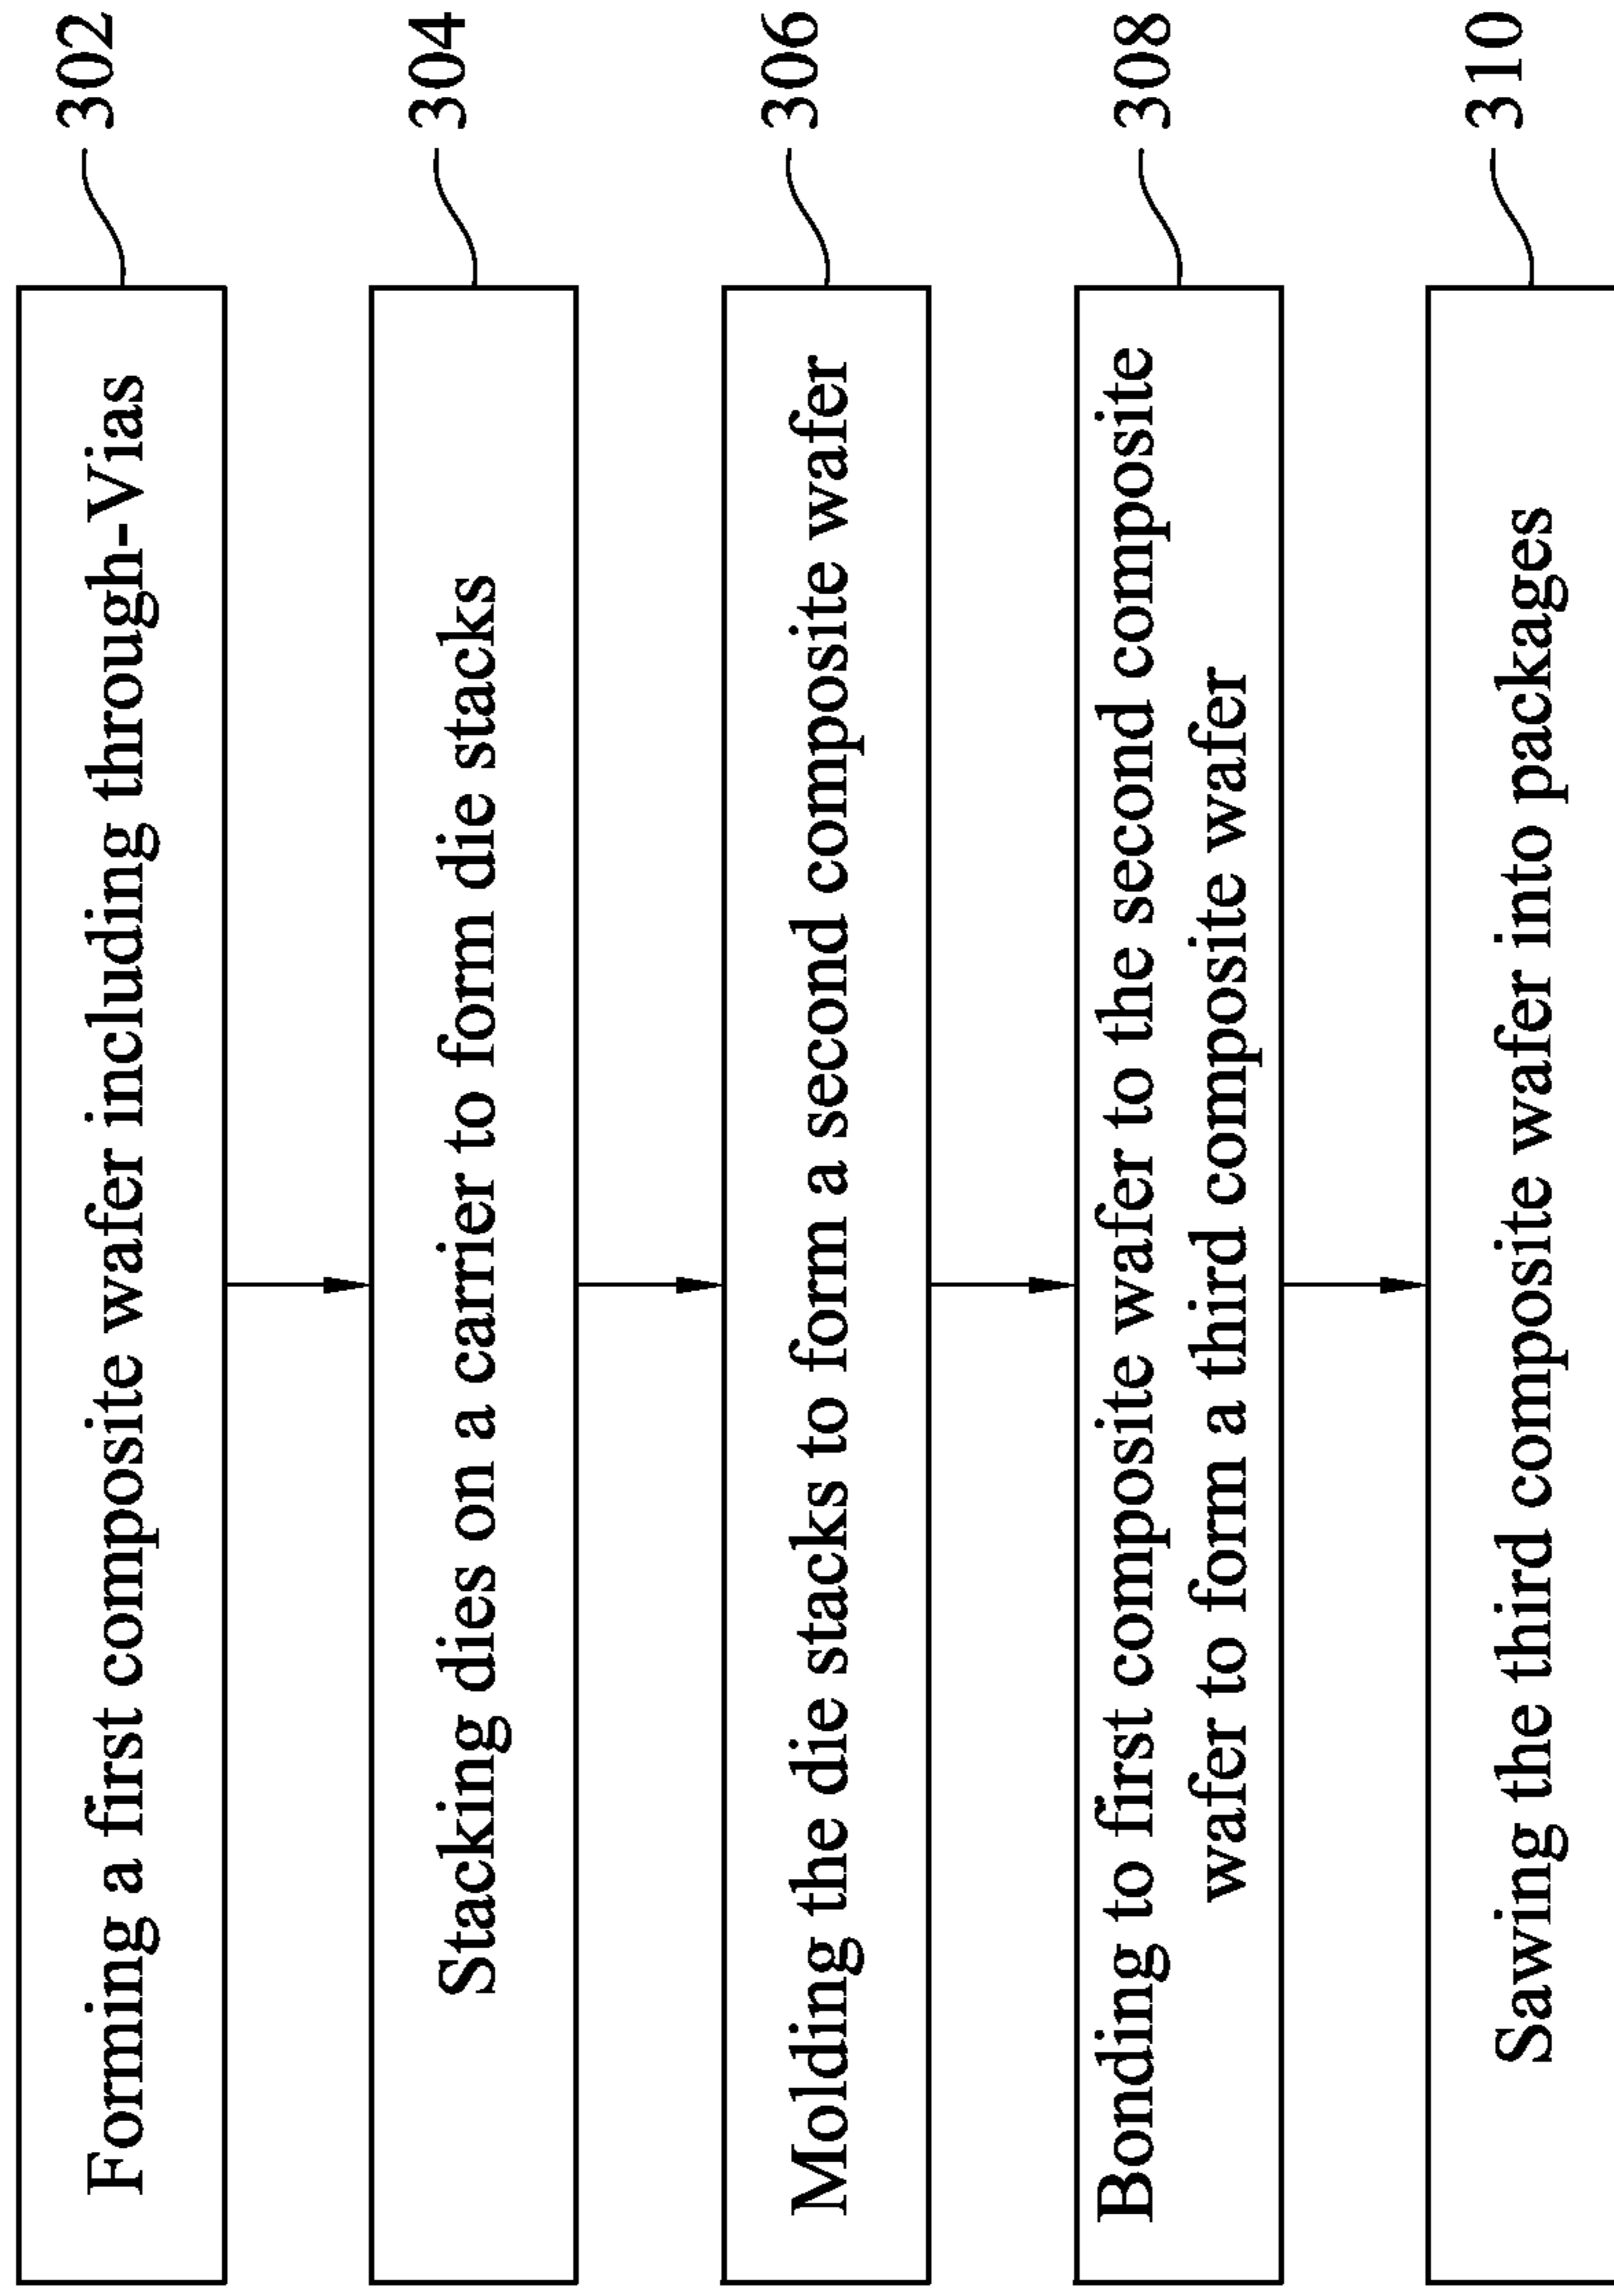 Forming a first composite wafer including through-Vias
302
Stacking dies on a carrier to form die stacks
304
Molding the die stacks to form a second composite wafer
306
Bonding to first composite wafer to the second composite
wafer to form a third composite wafer
308
Sawing the third composite wafer into packages
310